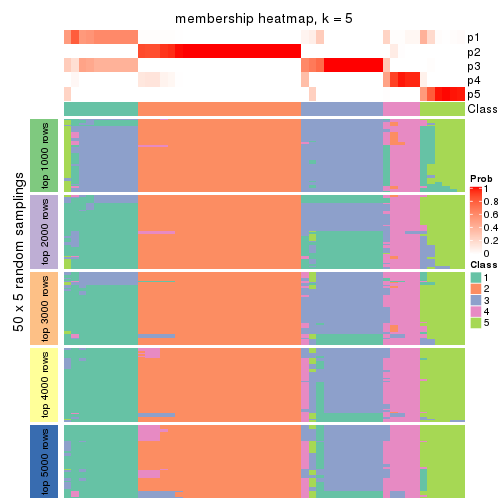 membership heatmap, k = 5
p1
p2
p3
p4
p5
Class
50 x 5 random samplings
top 1000 rows
top 2000 rows
top 3000 rows
top 4000 rows
top 5000 rows
Prob
1
0.8
0.6
0.4
0.2
0
Class
1
2
3
4
5